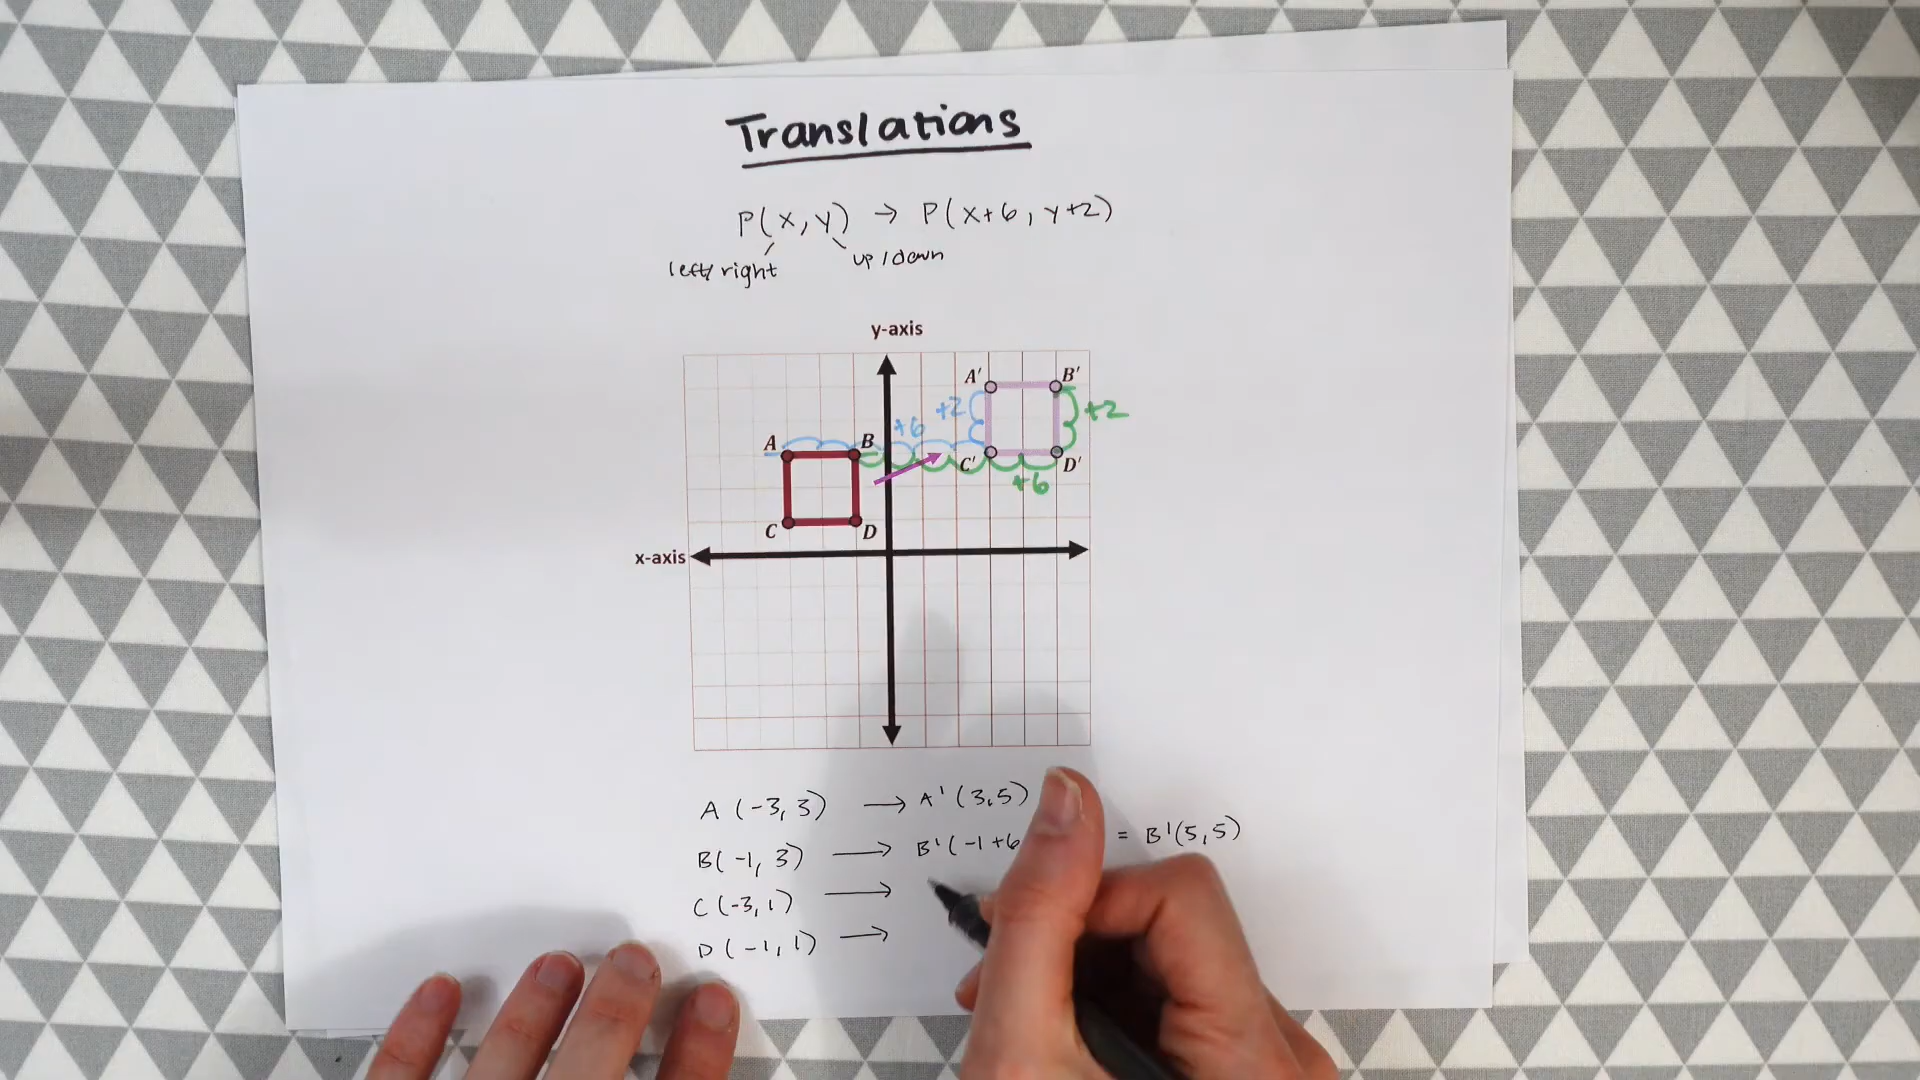 Translations
P(x,y) → P(x+6, y+2)
left/right
up/down
y-axis
A' B'
+2 +2
+6
A B
C' D'
+6
C D
x-axis
A (-3, 3) → A' (3,5)
B(-1, 3) → B' (-1+6 = B'(5,5)
C (-3, 1) →
D (-1, 1) →